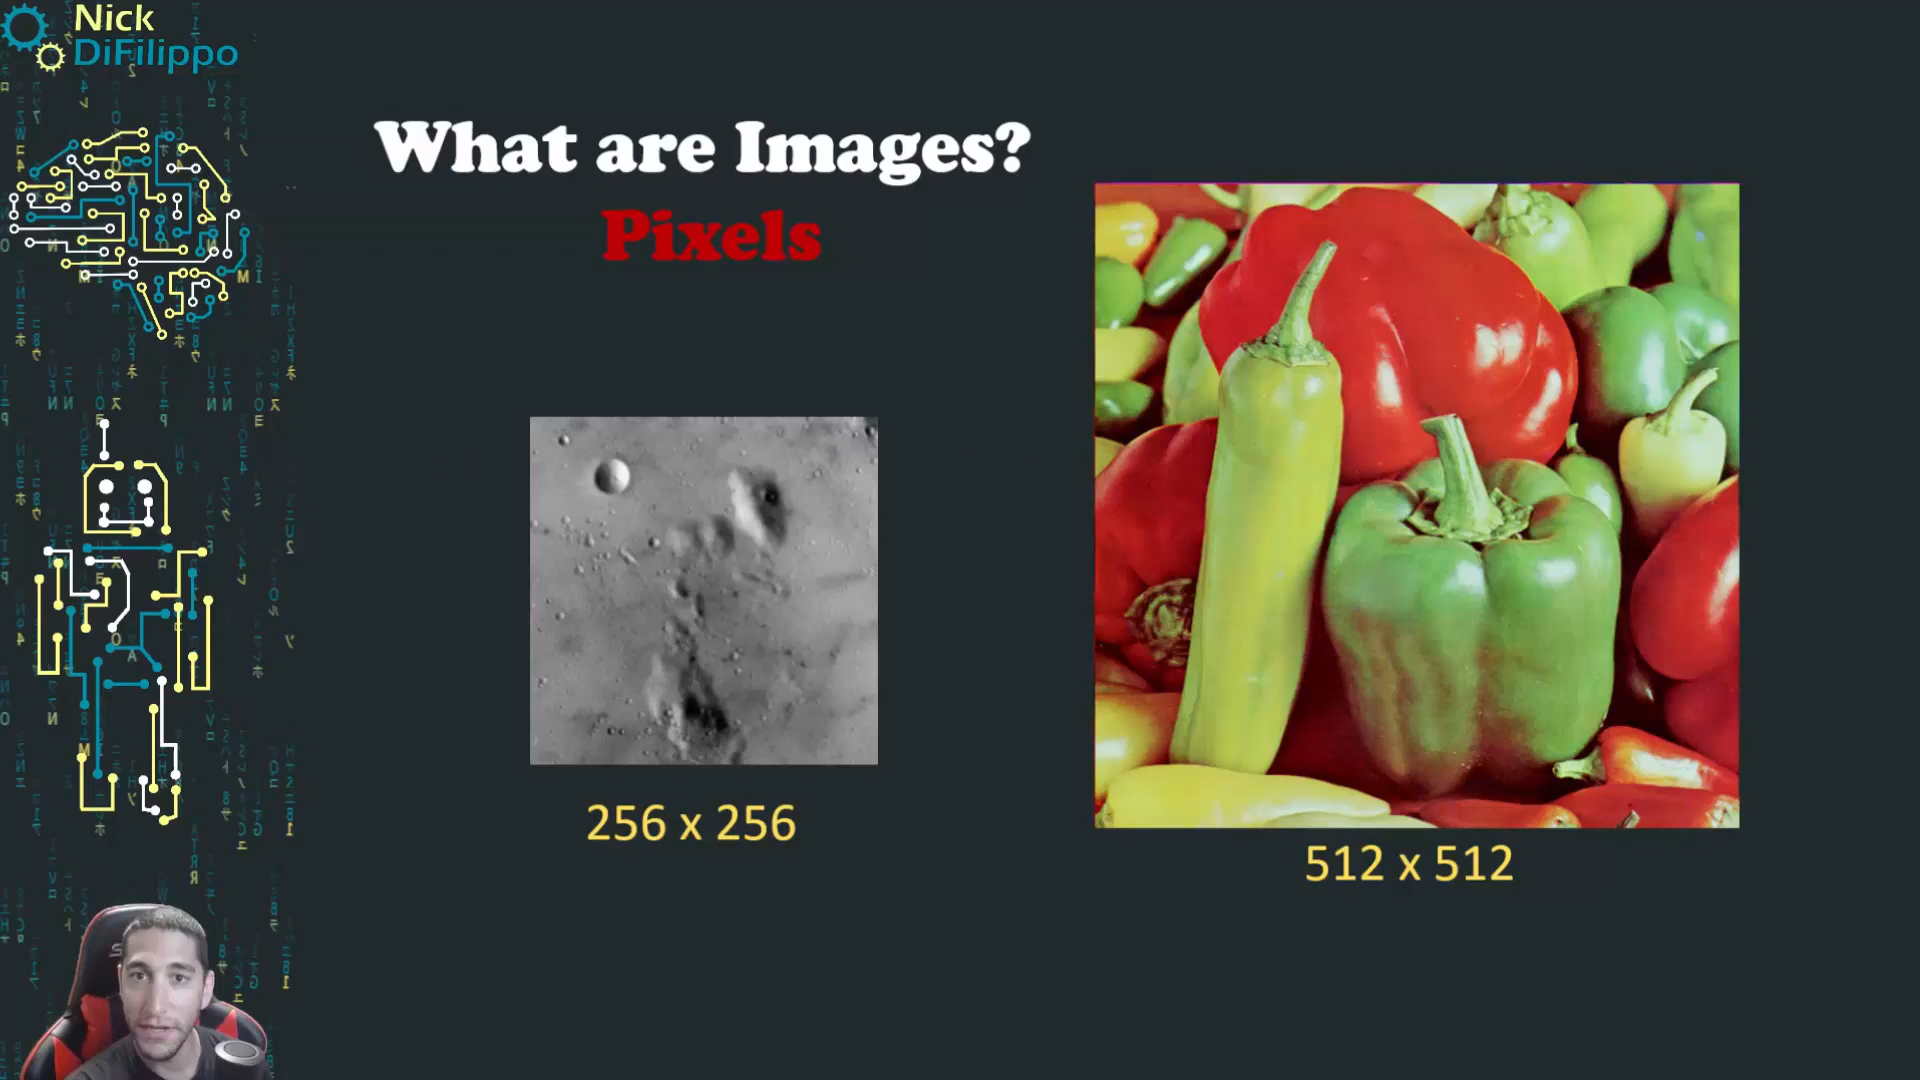 Nick
DiFilippo
What are Images?
Pixels
256 x 256
512 x 512